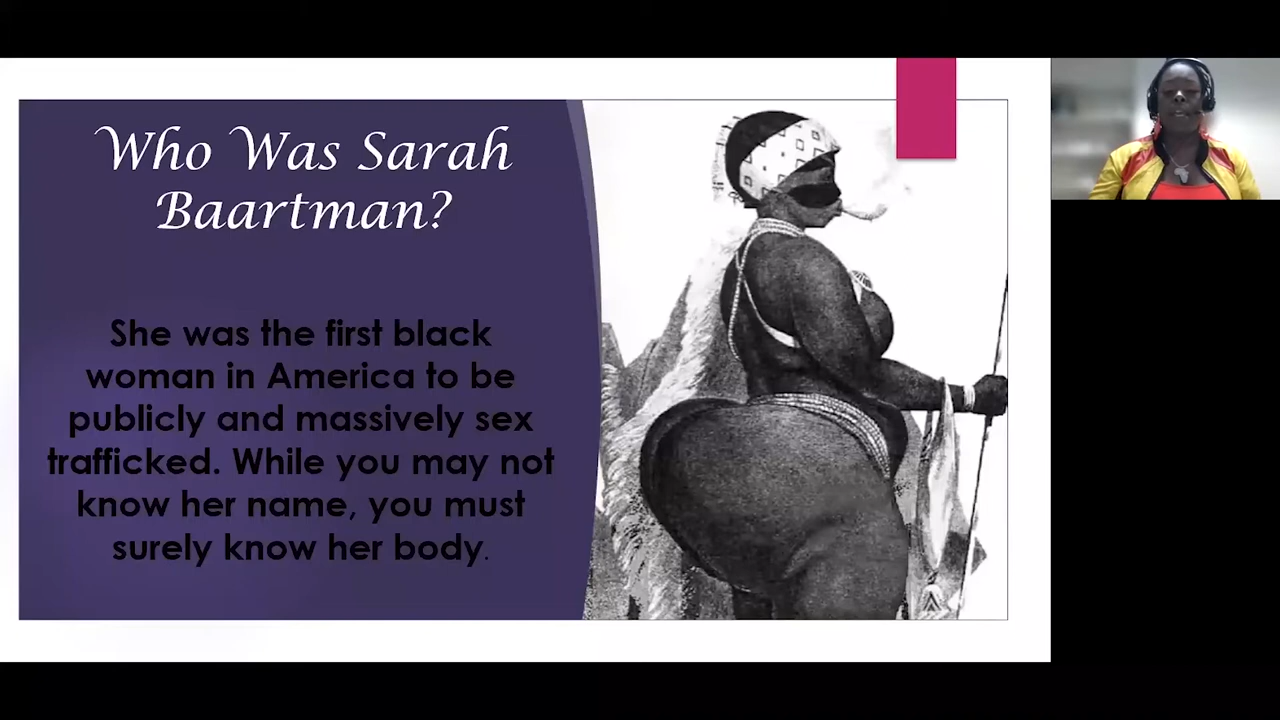 Who Was Sarah
Baartman?
She was the first black
woman in America to be
publicly and massively sex
trafficked. While you may not
know her name, you must
surely know her body.